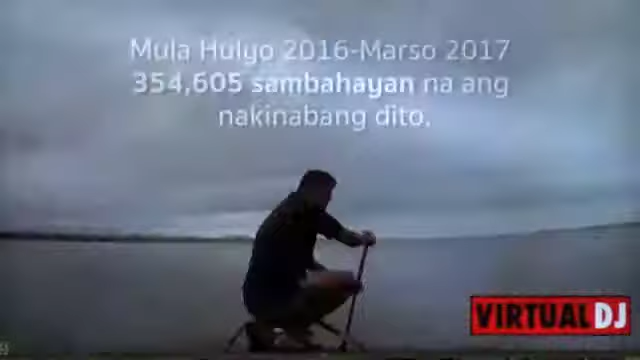 Mula Hulyo 2016-Marso 2017
354,605 sambahayan na ang
nakinabang dito.
VIRTUALDJ